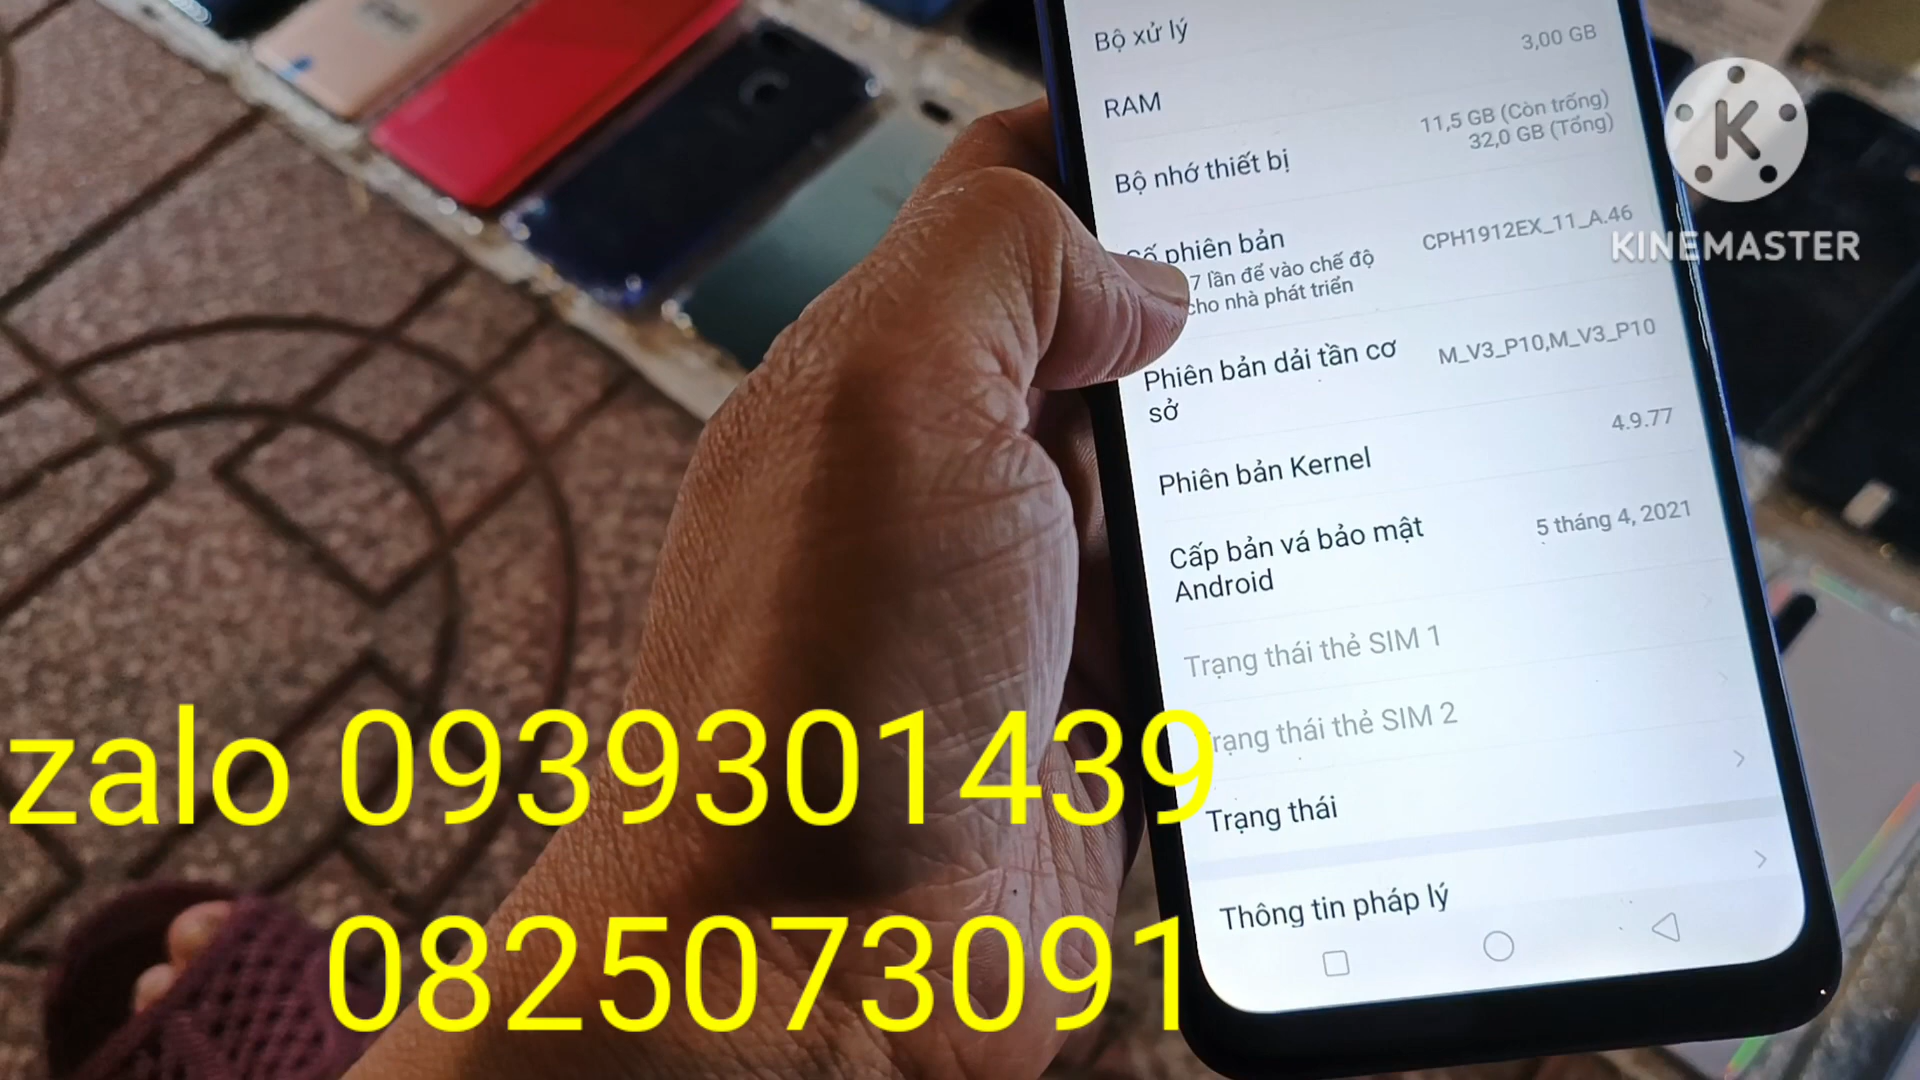 Bộ xử lý
3,00 GB
RAM
11,5 GB (Còn trống)
32,0 GB (Tổng)
Bộ nhớ thiết bị
phiên bản
CPH1912EX_11_A.46
7 lần để vào chế độ
cho nhà phát triển
Phiên bản dải tần cơ
sở
M_V3_P10,M_V3_P10
Phiên bản Kernel
4.9.77
Cấp bản vá bảo mật
Android
5 tháng 4, 2021
Trạng thái thẻ SIM 1
Trạng thái thẻ SIM 2
Trạng thái
Thông tin pháp lý
K
KINEMASTER
zalo 0939301439
0825073091